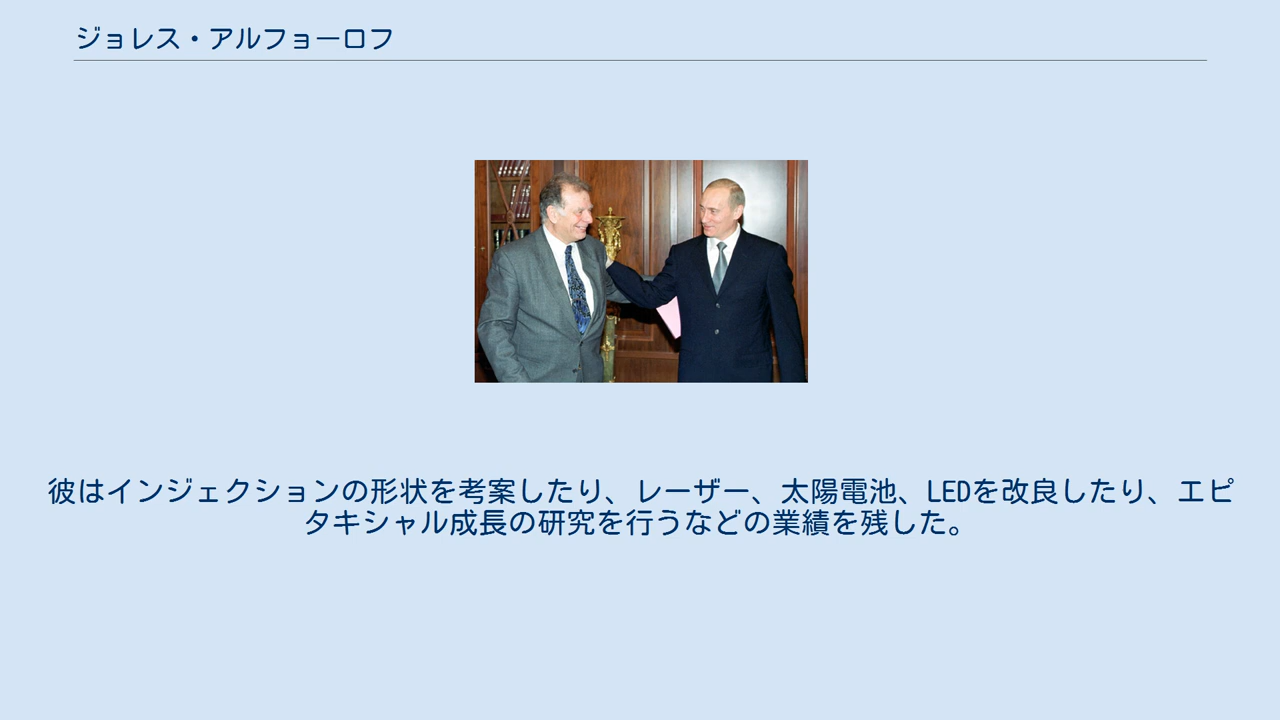 ジョレス・アルフョーロフ
彼はインジェクションの形状を考案したり、レーザー、太陽電池、LEDを改良したり、エピ
タキシャル成長の研究を行うなどの業績を残した。